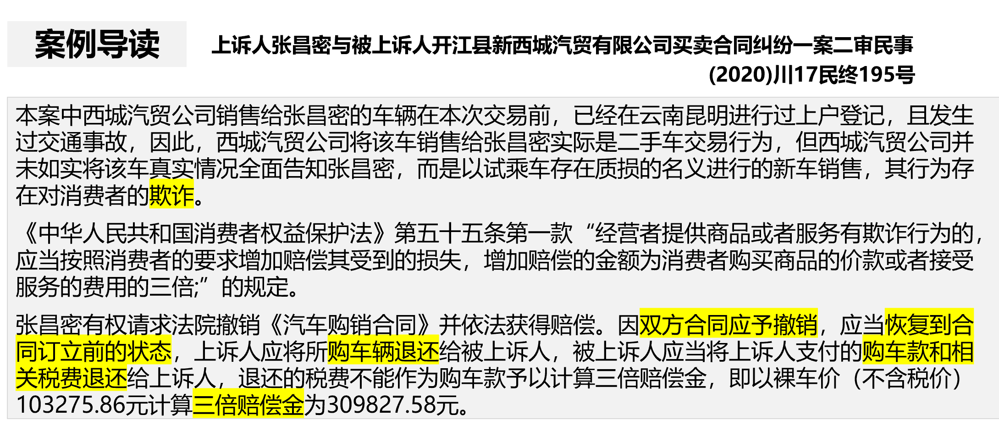 案例导读
上诉人张昌密与被上诉人开江县新西城汽贸有限公司买卖合同纠纷一案二审民事
(2020)川17民终195号
本案中西城汽贸公司销售给张昌密的车辆在本次交易前，已经在云南昆明进行过上户登记，且发生
过交通事故，因此，西城汽贸公司将该车销售给张昌密实际是二手车交易行为，但西城汽贸公司并
未如实将该车真实情况全面告知张昌密，而是以试乘车存在质损的名义进行的新车销售，其行为存
在对消费者的欺诈。
《中华人民共和国消费者权益保护法》第五十五条第一款“经营者提供商品或者服务有欺诈行为的，
应当按照消费者的要求增加赔偿其受到的损失，增加赔偿的金额为消费者购买商品的价款或者接受
服务的费用的三倍;”的规定。
张昌密有权请求法院撤销《汽车购销合同》并依法获得赔偿。因双方合同应予撤销，应当恢复到合
同订立前的状态，上诉人应将所购车辆退还给被上诉人，被上诉人应当将上诉人支付的购车款和相
关税费退还给上诉人，退还的税费不能作为购车款予以计算三倍赔偿金，即以裸车价（不含税价）
103275.86元计算三倍赔偿金为309827.58元。